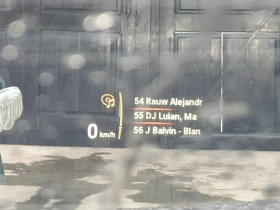 54 Rauw Alejandr
55 DJ Luian, Ma
0 km/h
56 J Balvin - Blan